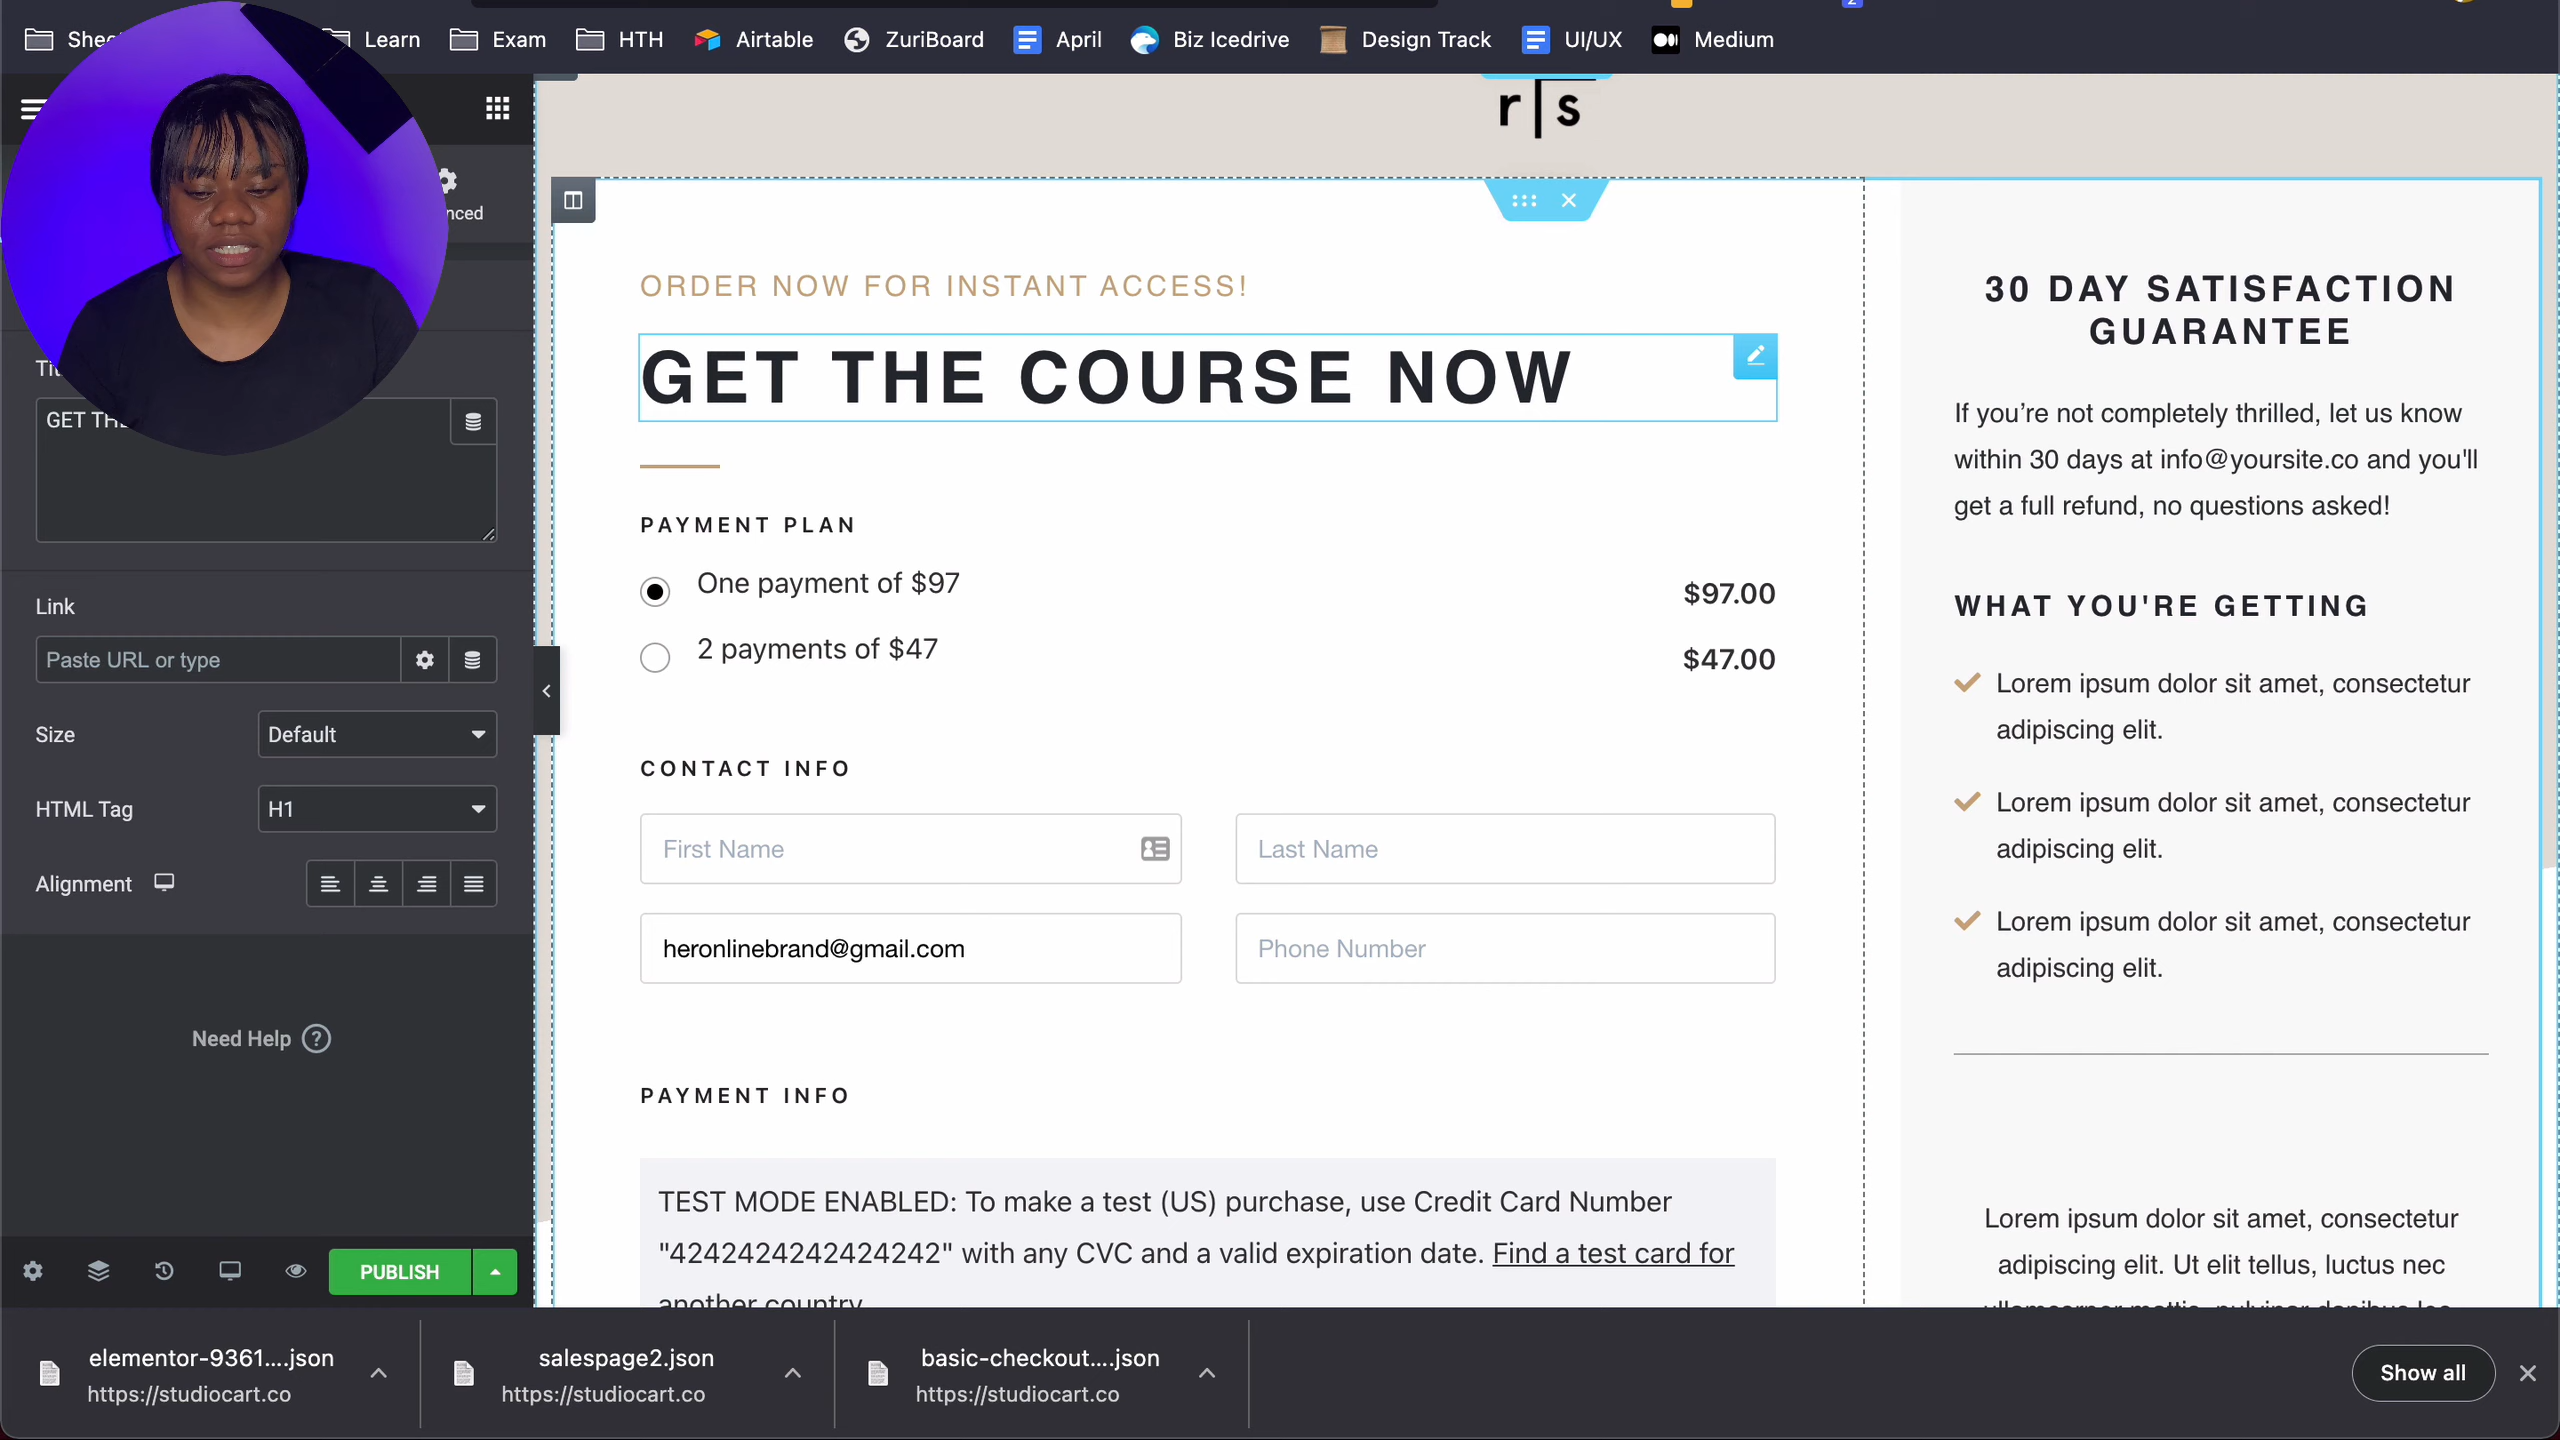 Learn
Exam
HTH
Airtable
ZuriBoard
April
Biz Icedrive
Design Track
UI/UX
Medium
r|s
ORDER NOW FOR INSTANT ACCESS!
GET THE COURSE NOW
PAYMENT PLAN
One payment of $97
$97.00
2 payments of $47
$47.00
CONTACT INFO
First Name
Last Name
heronlinebrand@gmail.com
Phone Number
PAYMENT INFO
TEST MODE ENABLED: To make a test (US) purchase, use Credit Card Number
"4242424242424242" with any CVC and a valid expiration date. Find a test card for
another country
30 DAY SATISFACTION
GUARANTEE
If you’re not completely thrilled, let us know
within 30 days at info@yoursite.co and you'll
get a full refund, no questions asked!
WHAT YOU'RE GETTING
Lorem ipsum dolor sit amet, consectetur
adipiscing elit.
Lorem ipsum dolor sit amet, consectetur
adipiscing elit.
Lorem ipsum dolor sit amet, consectetur
adipiscing elit.
Lorem ipsum dolor sit amet, consectetur
adipiscing elit. Ut elit tellus, luctus nec
GET
Link
Paste URL or type
Size
Default
HTML Tag
H1
Alignment
Need Help
PUBLISH
elementor-9361....json
https://studiocart.co
salespage2.json
https://studiocart.co
basic-checkout....json
https://studiocart.co
Show all